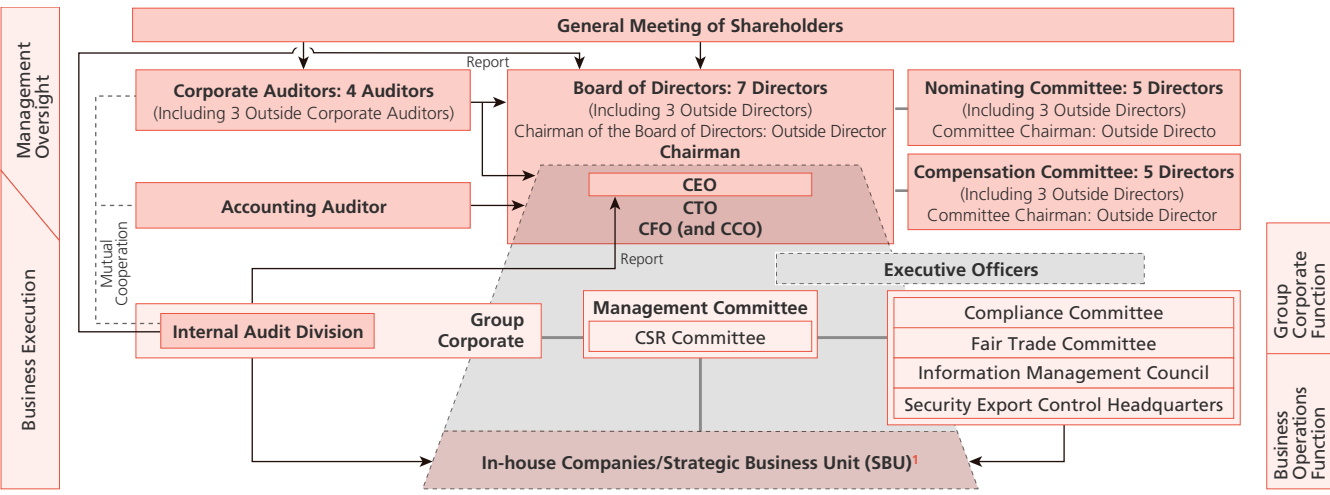 General Meeting of Shareholders
Management
Oversight
Business Execution
Report
Corporate Auditors: 4 Auditors
(Including 3 Outside Corporate Auditors)
Board of Directors: 7 Directors
(Including 3 Outside Directors)
Chairman of the Board of Directors: Outside Director
Chairman
CEO
CTO
CFO (and CCO)
Nominating Committee: 5 Directors
(Including 3 Outside Directors)
Committee Chairman: Outside Directo
Compensation Committee: 5 Directors
(Including 3 Outside Directors)
Committee Chairman: Outside Director
Accounting Auditor
Mutual
Cooperation
Report
Executive Officers
Internal Audit Division
Group
Corporate
Management Committee
CSR Committee
Compliance Committee
Fair Trade Committee
Information Management Council
Security Export Control Headquarters
In-house Companies/Strategic Business Unit (SBU)1
Group
Corporate
Function
Business
Operations
Function